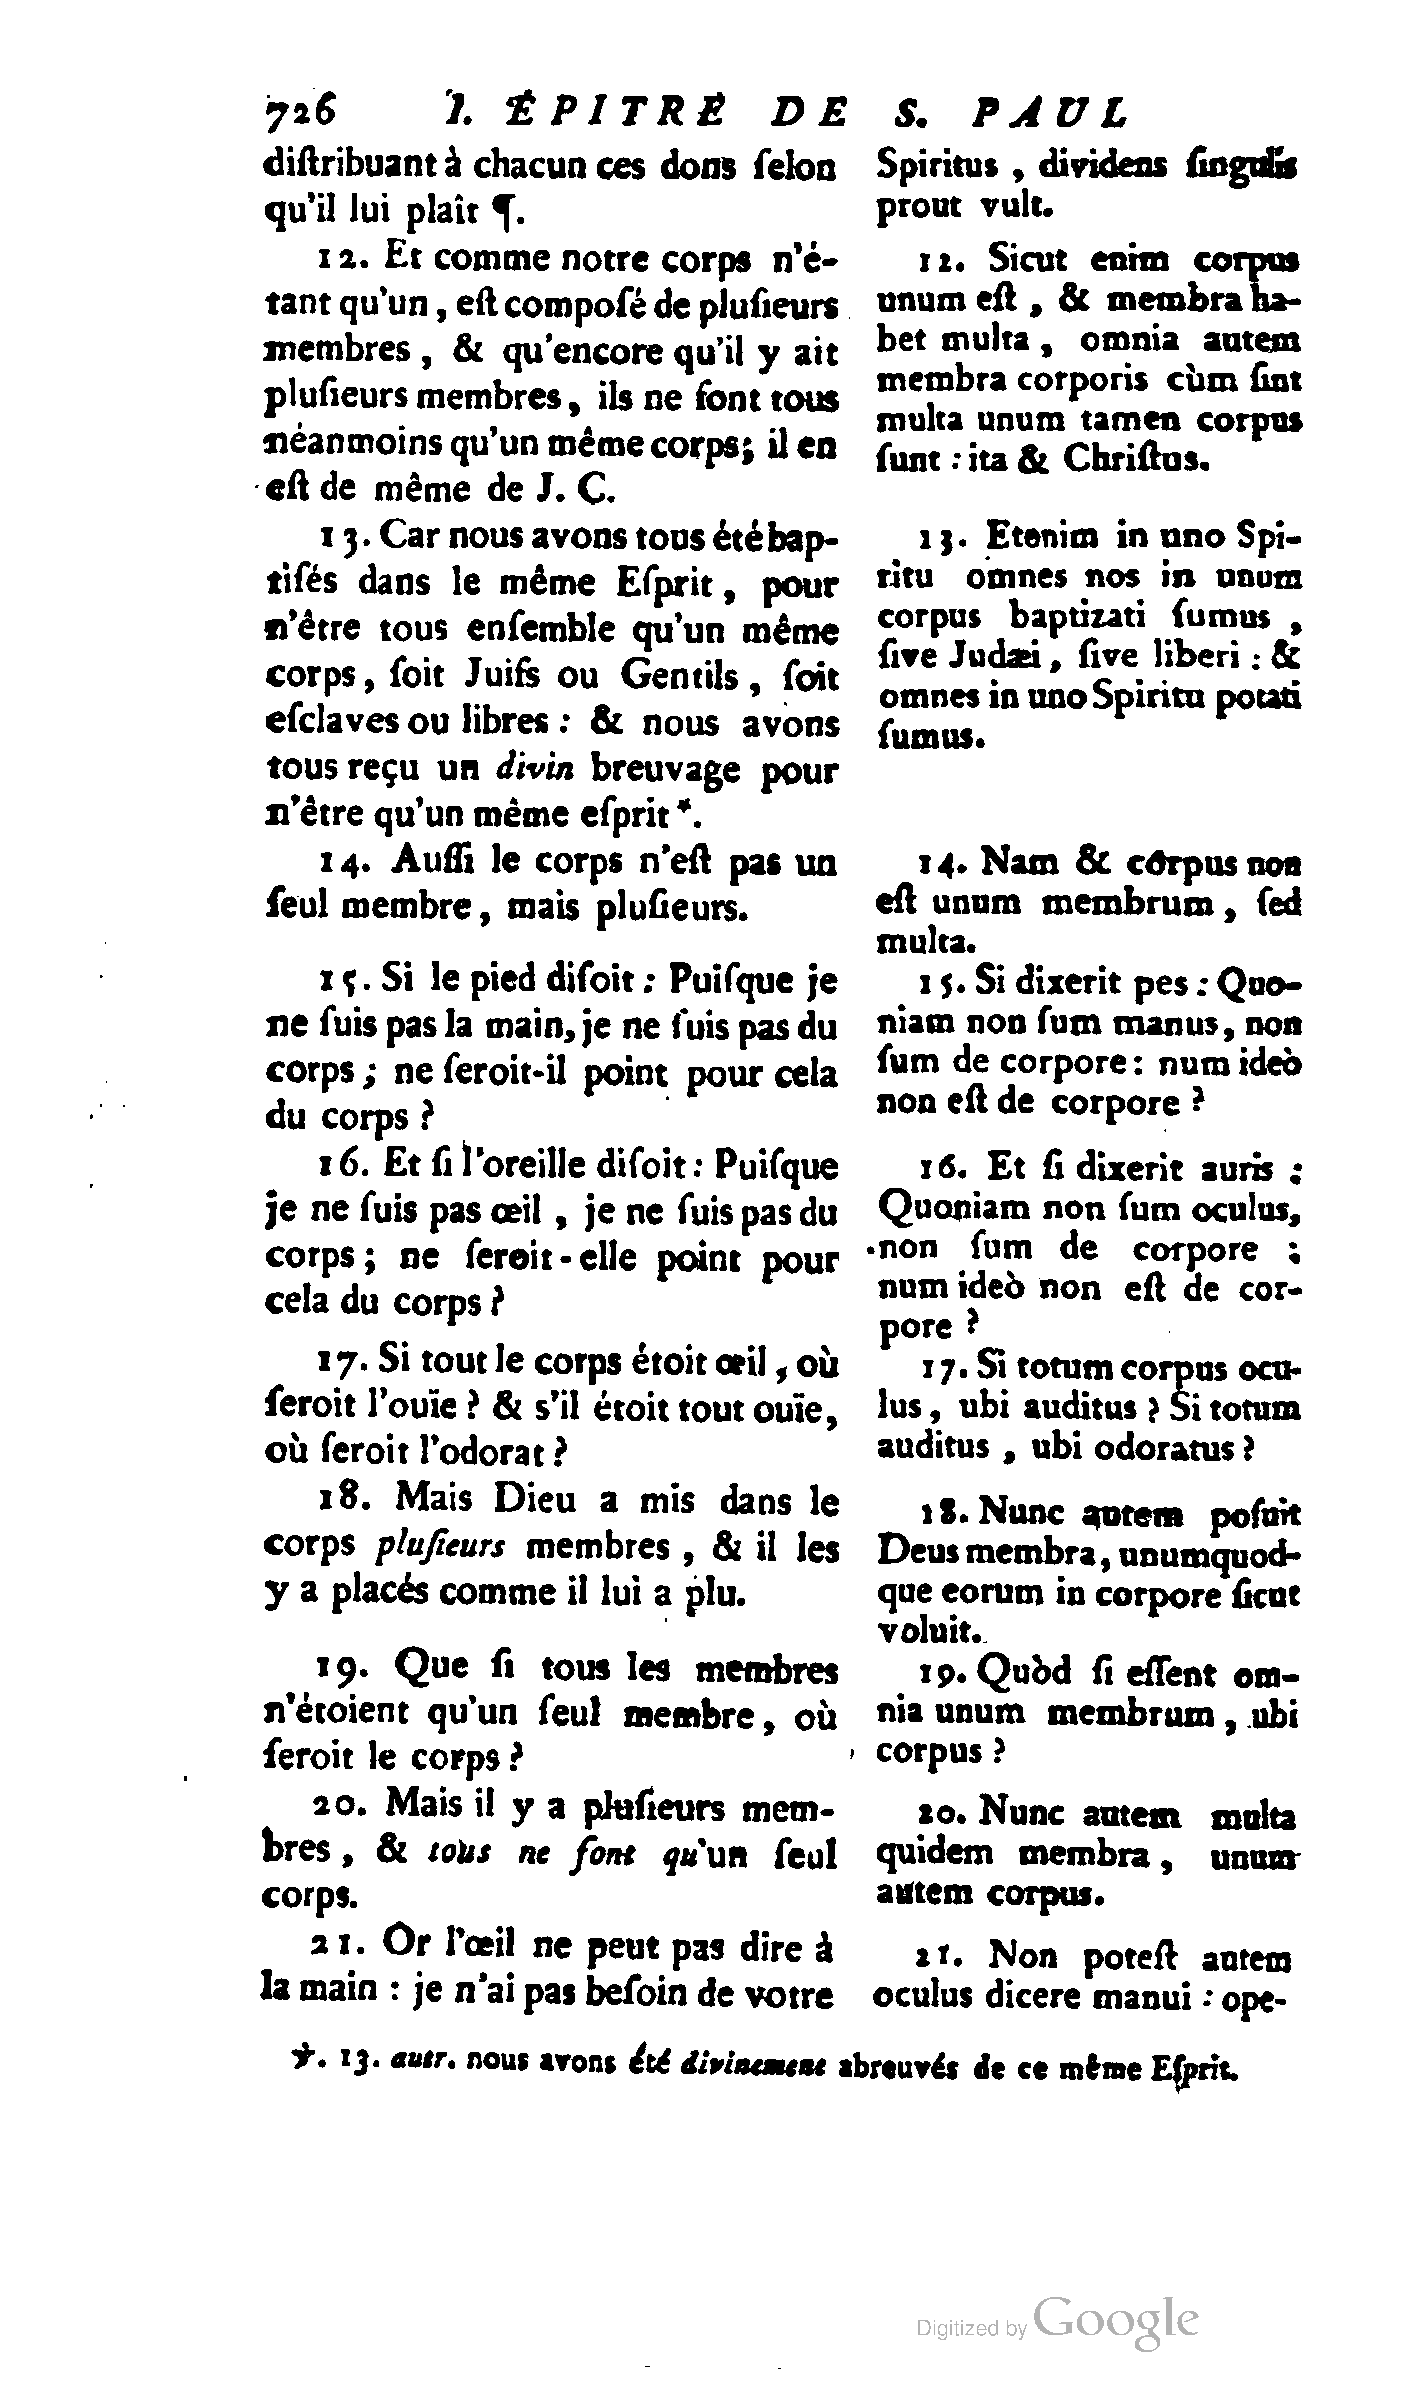 726 I. ÉPITRE DE S. PAUL
diſtribuant à chacun ces dons ſelon
qu'il lui plaît ¶.
12. Et comme notre corps n'é-
tant qu'un, eſt compoſé de pluſieurs
membres, & qu'encore qu'il y ait
pluſieurs membres, ils ne ſont tous
néanmoins qu'un même corps; il en
eſt de même de J. C.
13. Car nous avons tous été bap-
tiſés dans le même Eſprit, pour
n'être tous enſemble qu'un même
corps, ſoit Juifs ou Gentils, ſoit
eſclaves ou libres: & nous avons
tous reçu un divin breuvage pour
n'être qu'un même eſprit *.
14. Auſſi le corps n'eſt pas un
ſeul membre, mais pluſieurs.
15. Si le pied diſoit: Puiſque je
ne ſuis pas la main, je ne ſuis pas du
corps; ne ſeroit-il point pour cela
du corps?
16. Et ſi l'oreille diſoit: Puiſque
je ne ſuis pas œil, je ne ſuis pas du
corps; ne ſeroit-elle point pour
cela du corps?
17. Si tout le corps étoit œil, où
ſeroit l'ouïe? & s'il étoit tout ouïe,
où ſeroit l'odorat?
18. Mais Dieu a mis dans le
corps pluſieurs membres, & il les
y a placés comme il lui a plu.
19. Que ſi tous les membres
n'étoient qu'un ſeul membre, où
ſeroit le corps?
20. Mais il y a pluſieurs mem-
bres, & tous ne ſont qu'un ſeul
corps.
21. Or l'œil ne peut pas dire à
la main: je n'ai pas beſoin de votre
Spiritus, dividens ſingulis
prout vult.
12. Sicut enim corpus
unum eſt, & membra ha-
bet multa, omnia autem
membra corporis cùm ſint
multa unum tamen corpus
ſunt: ita & Chriſtus.
13. Etenim in uno Spi-
ritu omnes nos in unum
corpus baptizati ſumus,
ſive Judæi, ſive liberi: &
omnes in uno Spiritu potati
ſumus.
14. Nam & corpus non
eſt unum membrum, ſed
multa.
15. Si dixerit pes: Quo-
niam non ſum manus, non
ſum de corpore: num ideò
non eſt de corpore?
16. Et ſi dixerit auris:
Quoniam non ſum oculus,
non ſum de corpore;
num ideò non eſt de cor-
pore?
17. Si totum corpus ocu-
lus, ubi auditus? Si totum
auditus, ubi odoratus?
18. Nunc autem poſuit
Deus membra, unumquod-
que eorum in corpore ſicut
voluit.
19. Quòd ſi eſſent om-
nia unum membrum, ubi
corpus?
20. Nunc autem multa
quidem membra, unum
autem corpus.
21. Non poteſt autem
oculus dicere manui: ope-
℣. 13. autr. nous avons été divinement abreuvés de ce même Eſprit.
Digitized by Google